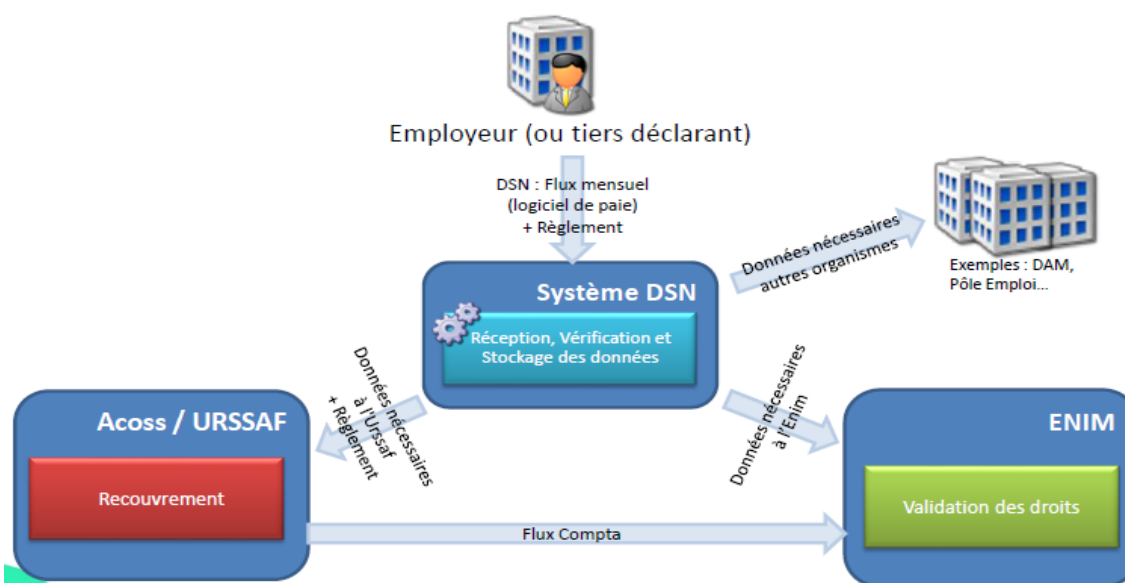 Employeur (ou tiers déclarant)
DSN : Flux mensuel
(logiciel de paie)
+ Règlement
Données nécessaires
autres organismes
Exemples : DAM,
Pôle Emploi...
Système DSN
Réception, Vérification et
Stockage des données
Données nécessaires
à l'Urssaf
+ Règlement
Données nécessaires
à l'Enim
Acoss / URSSAF
Recouvrement
ENIM
Validation des droits
Flux Compta